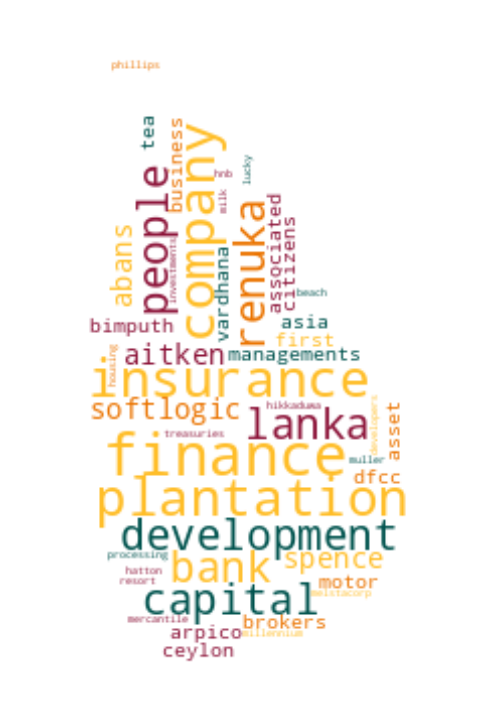 phillips
tea
business
company
people
hnb
lucky
milk
renuka
associated
citizens
abans
investments
vardhana
beach
bimputh
asia
first
aitken
managements
housing
insurance
softlogic
lanka
hikkaduwa
developers
asset
treasuries
finance
muller
dfcc
plantation
development
processing
bank
spence
hatton
resort
motor
capital
melstacorp
mercantile
brokers
arpico
millennium
ceylon